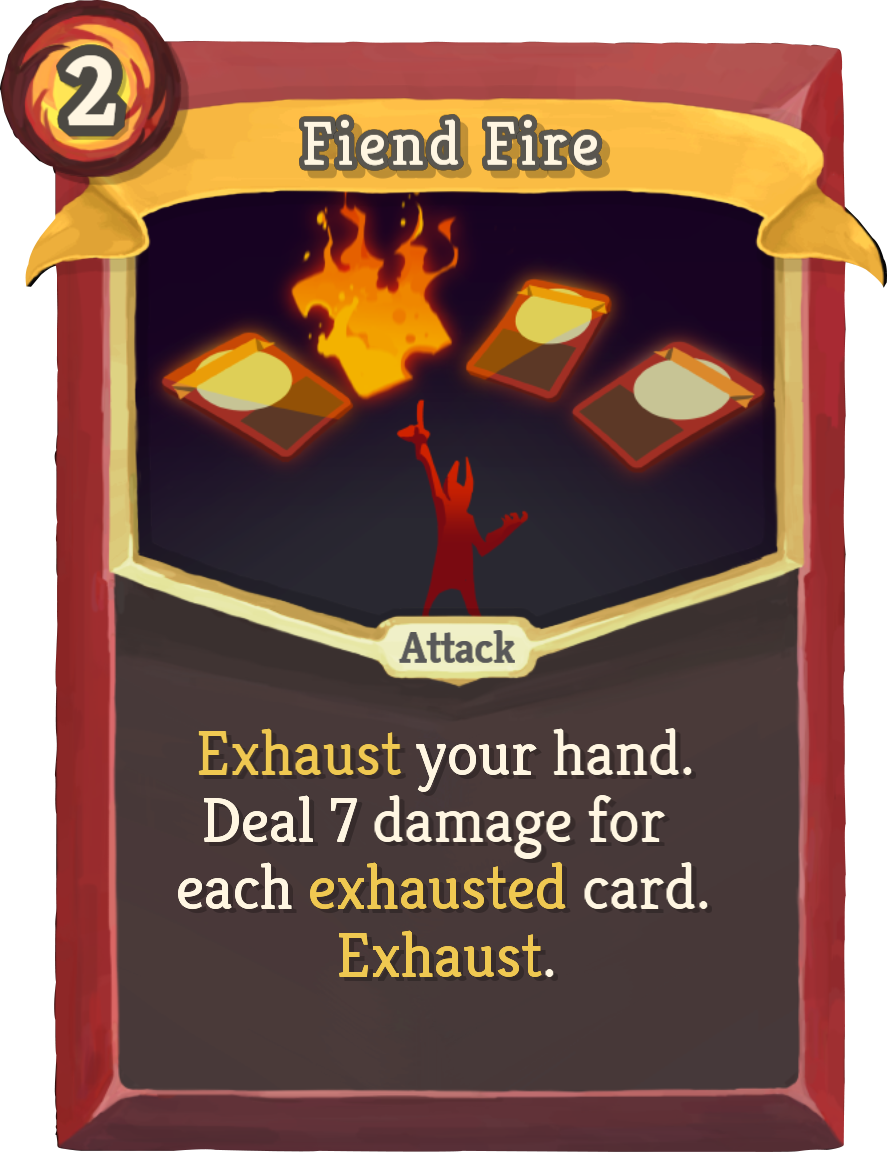 2
Fiend Fire
Attack
Exhaust your hand.
Deal 7 damage for
each exhausted card.
Exhaust.